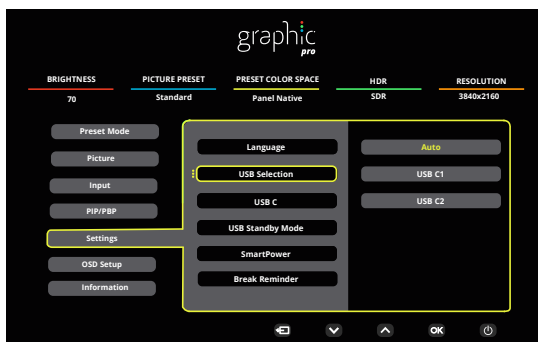 graphic
pro
BRIGHTNESS PICTURE PRESET PRESET COLOR SPACE HDR RESOLUTION
70 Standard Panel Native SDR 3840x2160
Preset Mode
Picture
Input
PIP/PBP
Settings
OSD Setup
Information
Language
USB Selection
USB C
USB Standby Mode
SmartPower
Break Reminder
Auto
USB C1
USB C2
OK